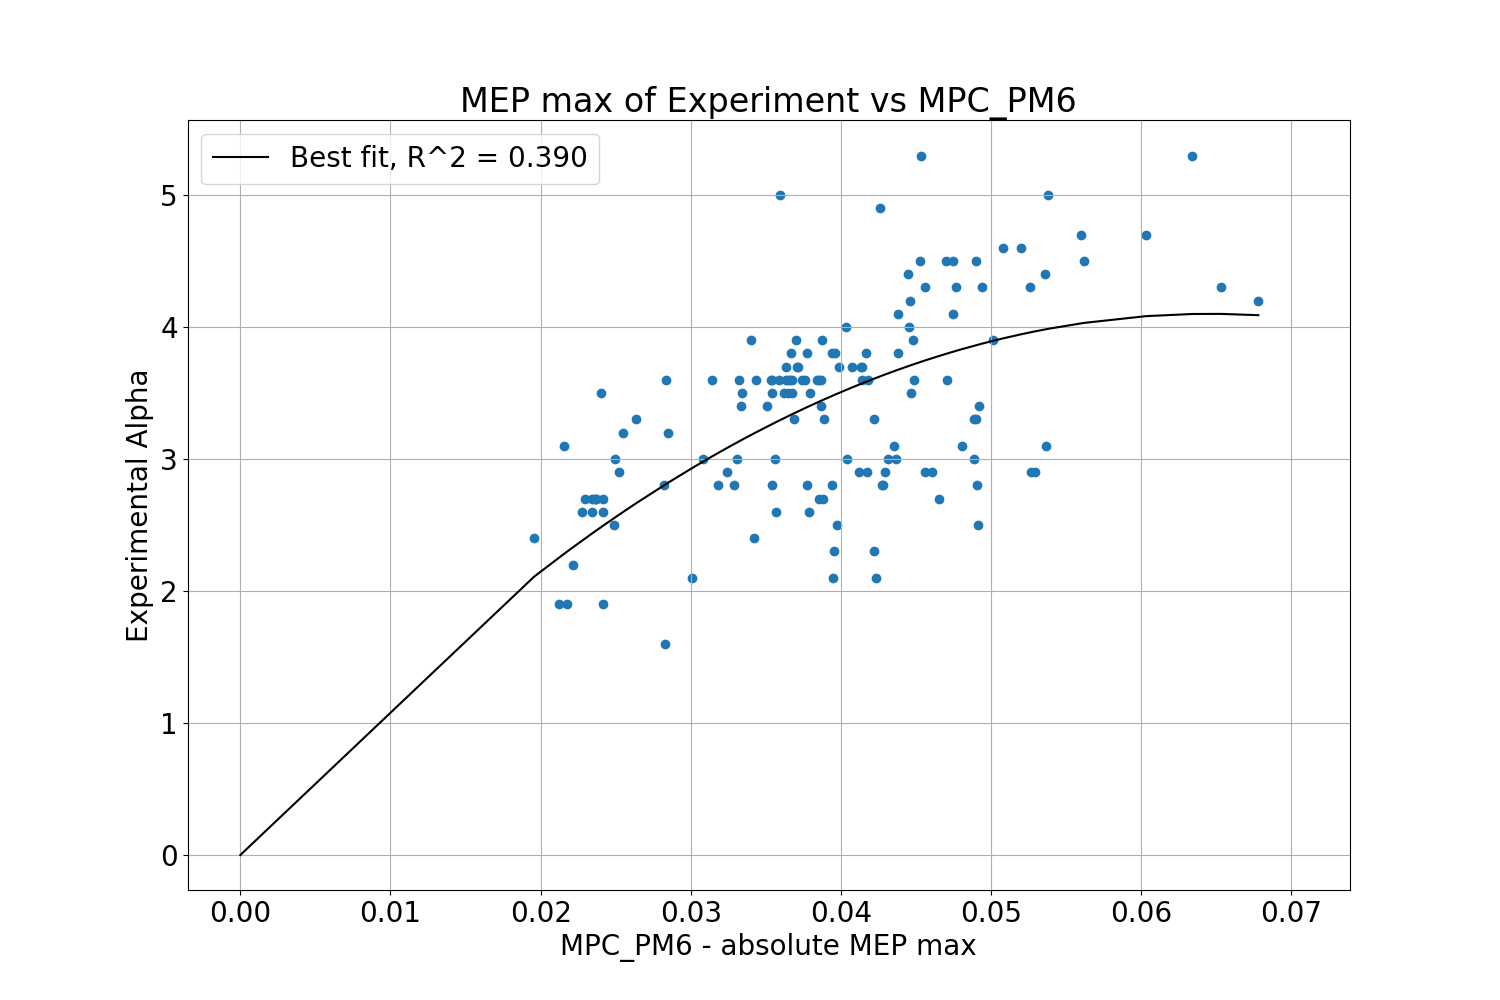 MEP max of Experiment vs MPC_PM6
Best fit, R^2 = 0.390
5
4
3
2
1
0
Experimental Alpha
0.00 0.01 0.02 0.03 0.04 0.05 0.06 0.07
MPC_PM6 - absolute MEP max